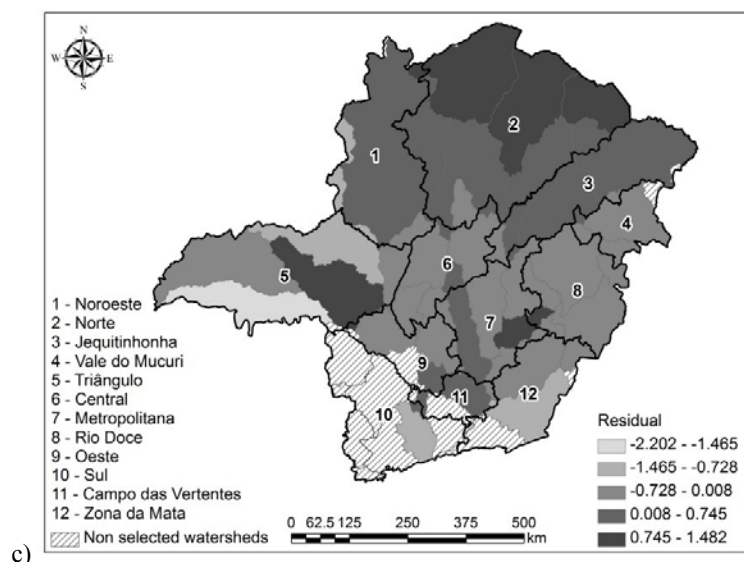 N
W E
S
1
2
3
4
5
6
7
8
9
10
11
12
1 - Noroeste
2 - Norte
3 - Jequitinhonha
4 - Vale do Mucuri
5 - Triângulo
6 - Central
7 - Metropolitana
8 - Rio Doce
9 - Oeste
10 - Sul
11 - Campo das Vertentes
12 - Zona da Mata
Non selected watersheds
0 62.5 125 250 375 500
km
Residual
-2.202 - -1.465
-1.465 - -0.728
-0.728 - 0.008
0.008 - 0.745
0.745 - 1.482
c)